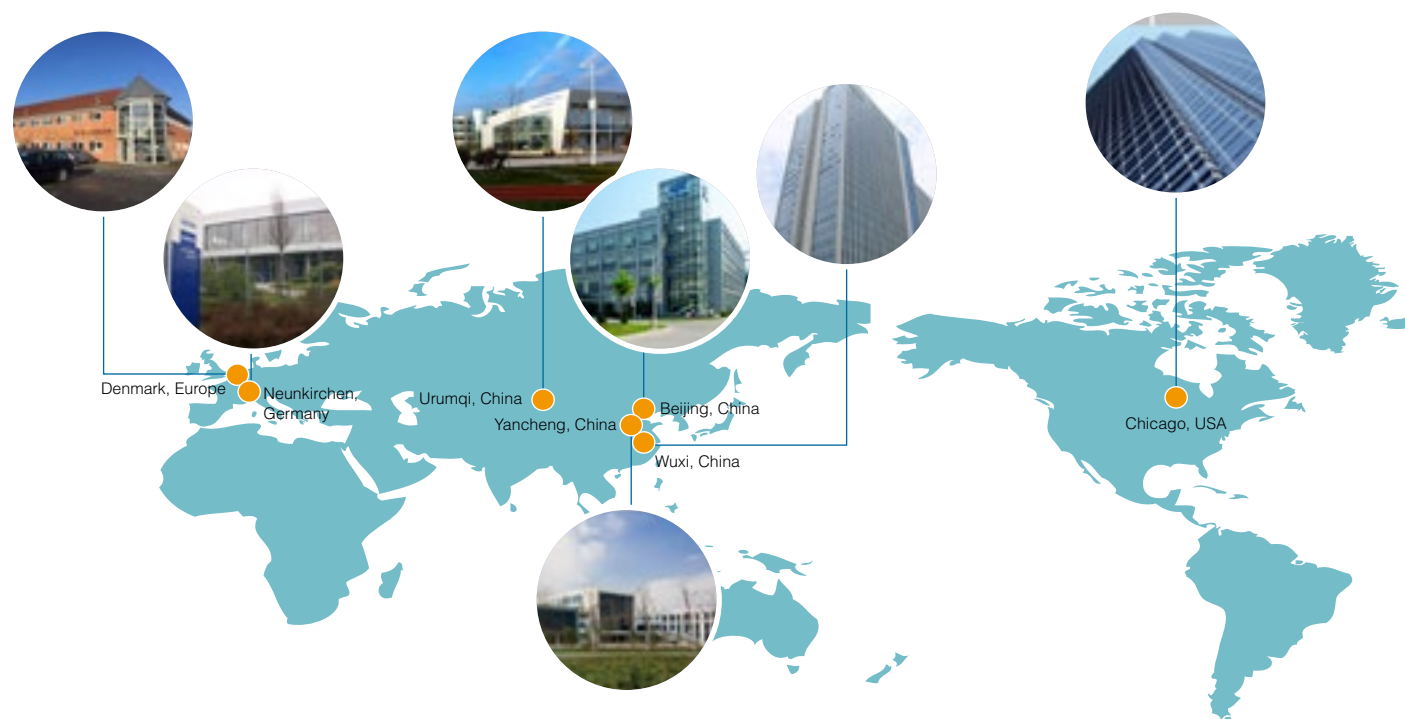 Denmark, Europe
Neunkirchen,
Germany
Urumqi, China
Beijing, China
Yancheng, China
Wuxi, China
Chicago, USA